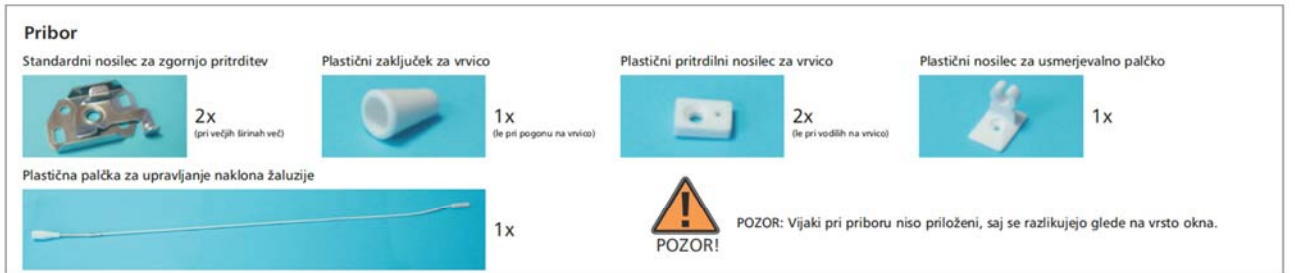 Pribor
Standardni nosilec za zgornjo pritrditev
2x
(pri večjih širinah več)
Plastični zaključek za vrvico
1x
(le pri pogonu na vrvico)
Plastični pritrdilni nosilec za vrvico
2x
(le pri vodilih na vrvico)
Plastični nosilec za usmerjevalno palčko
1x
Plastična palčka za upravljanje naklona žaluzije
1x
POZOR!
POZOR: Vijaki pri priboru niso priloženi, saj se razlikujejo glede na vrsto okna.